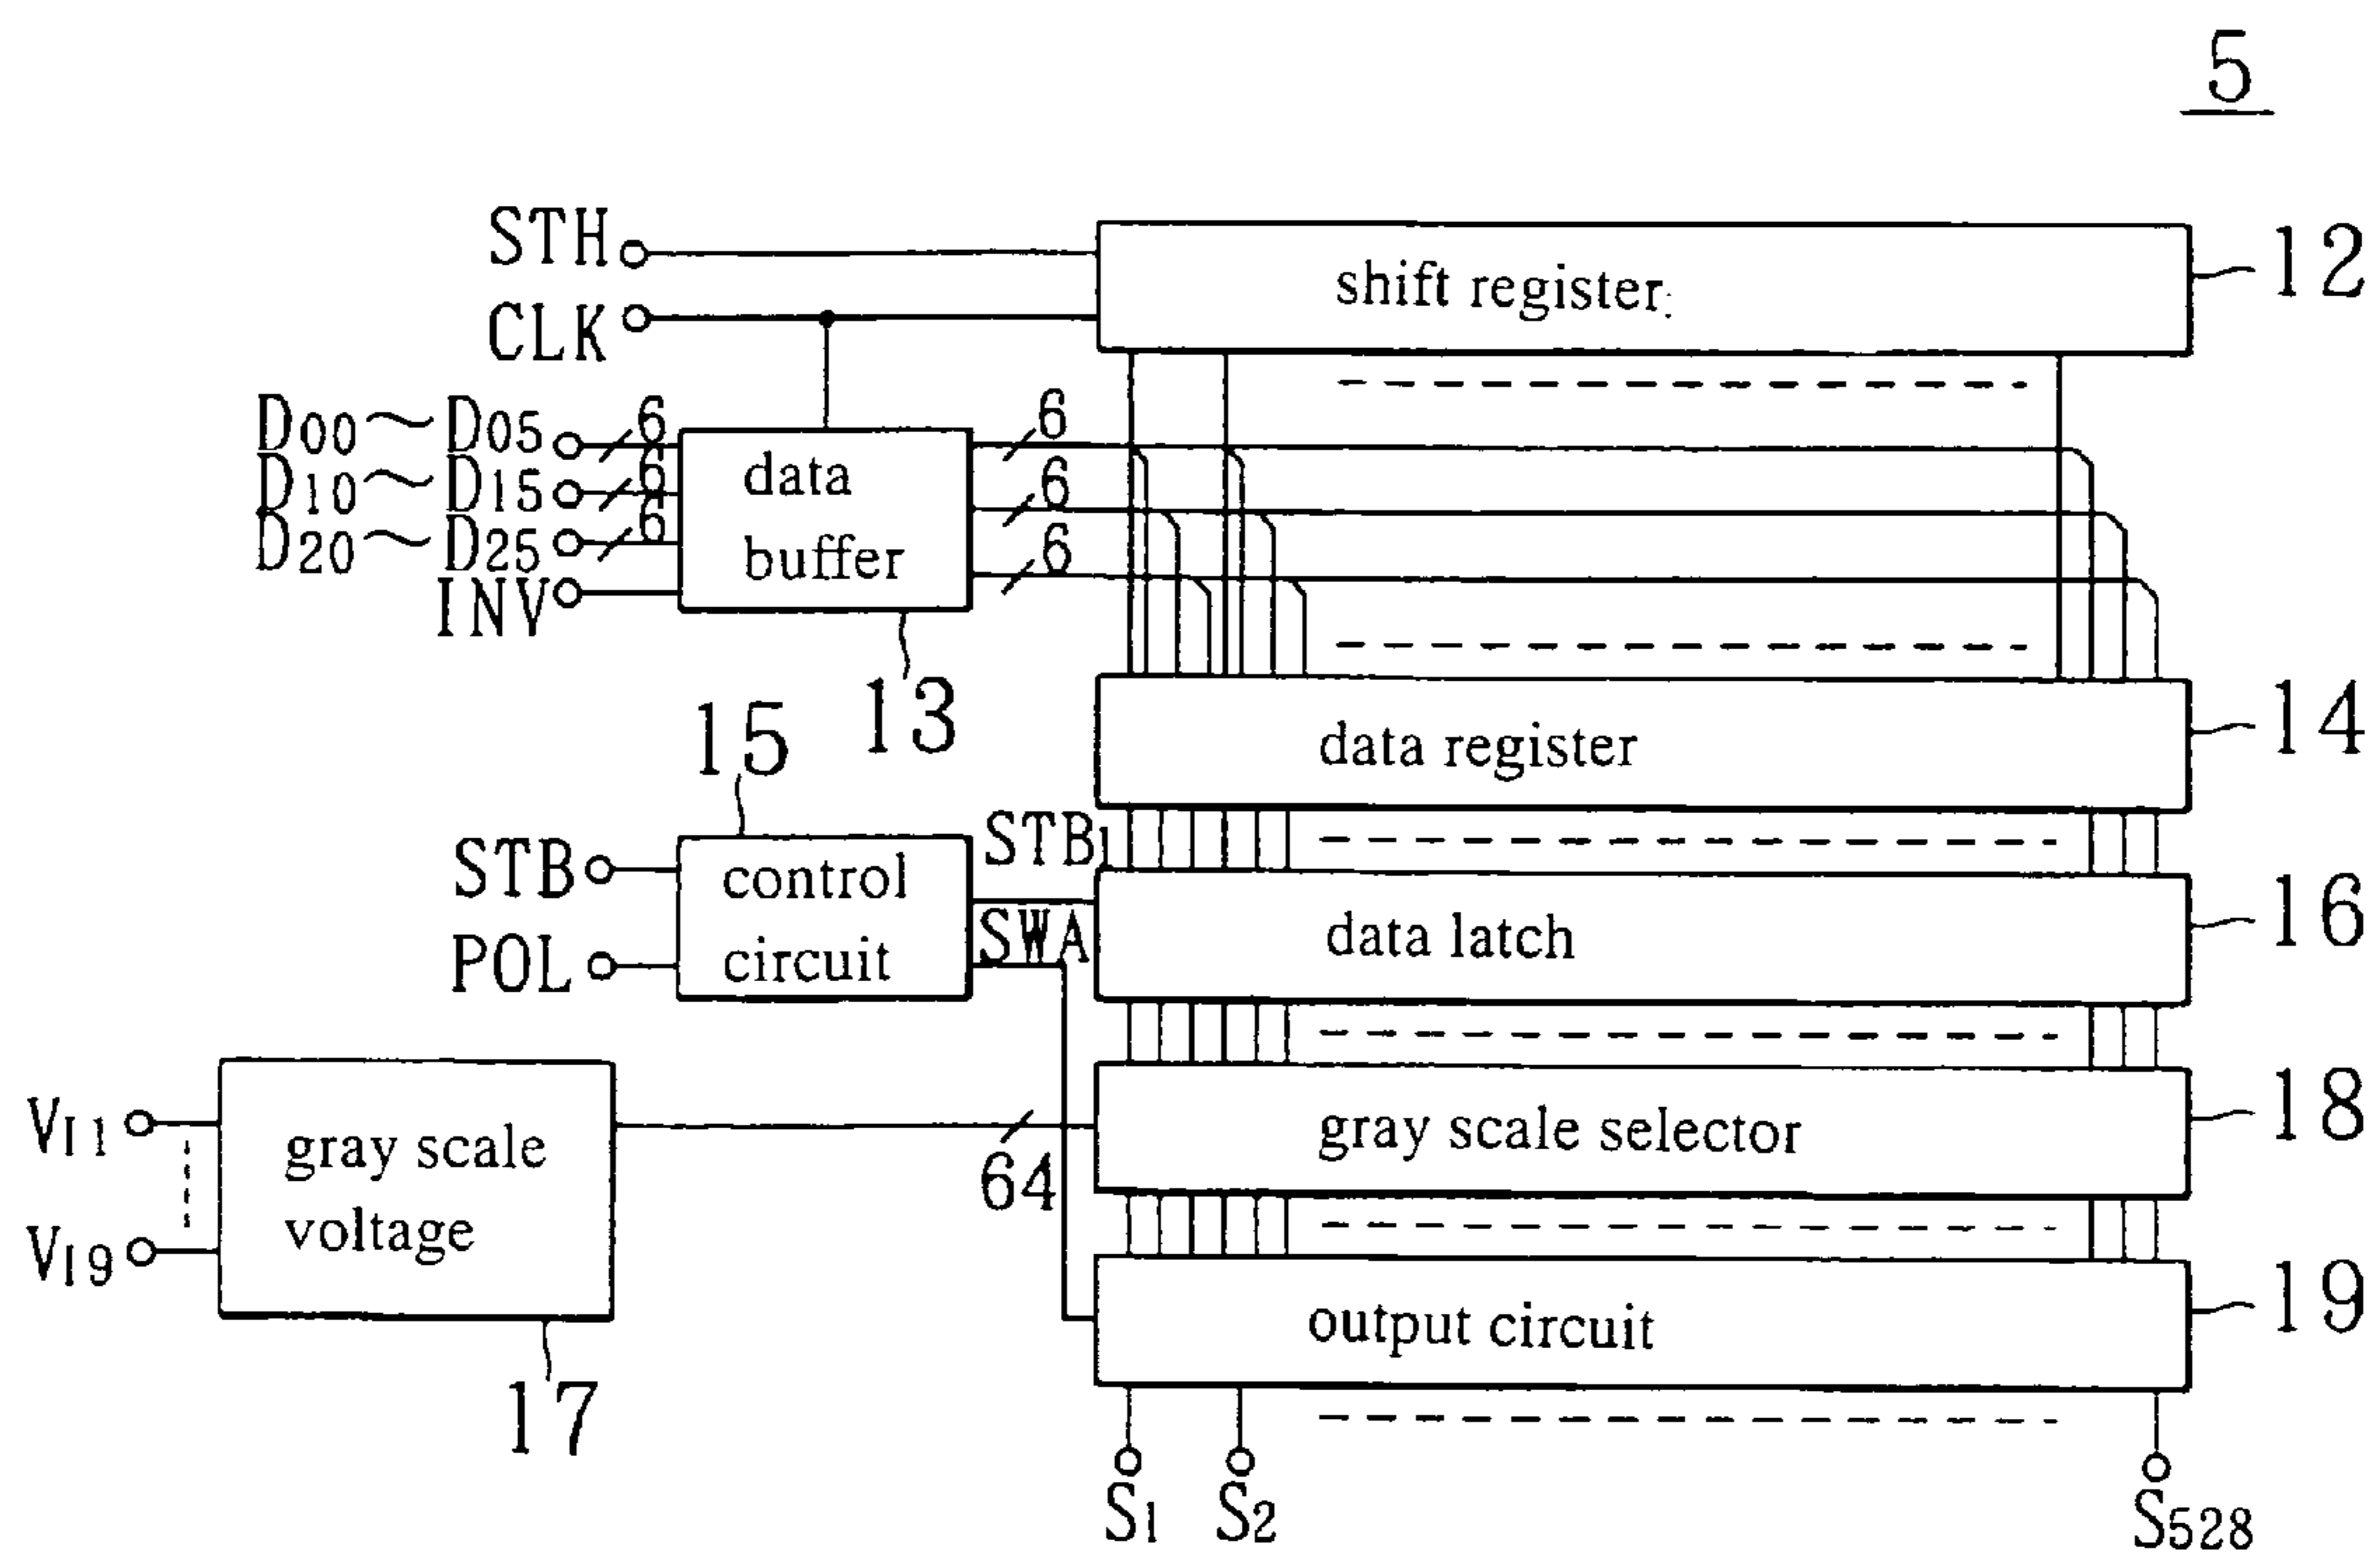 5
STH
CLK
shift register
12
D00~D05
6
D10~D15
6
D20~D25
6
INV
data
buffer
6
6
6
13
data register
14
15
STB
POL
control
circuit
STB1
SWA
data latch
16
VI1
VI9
gray scale
voltage
17
64
gray scale selector
18
output circuit
19
S1
S2
S528